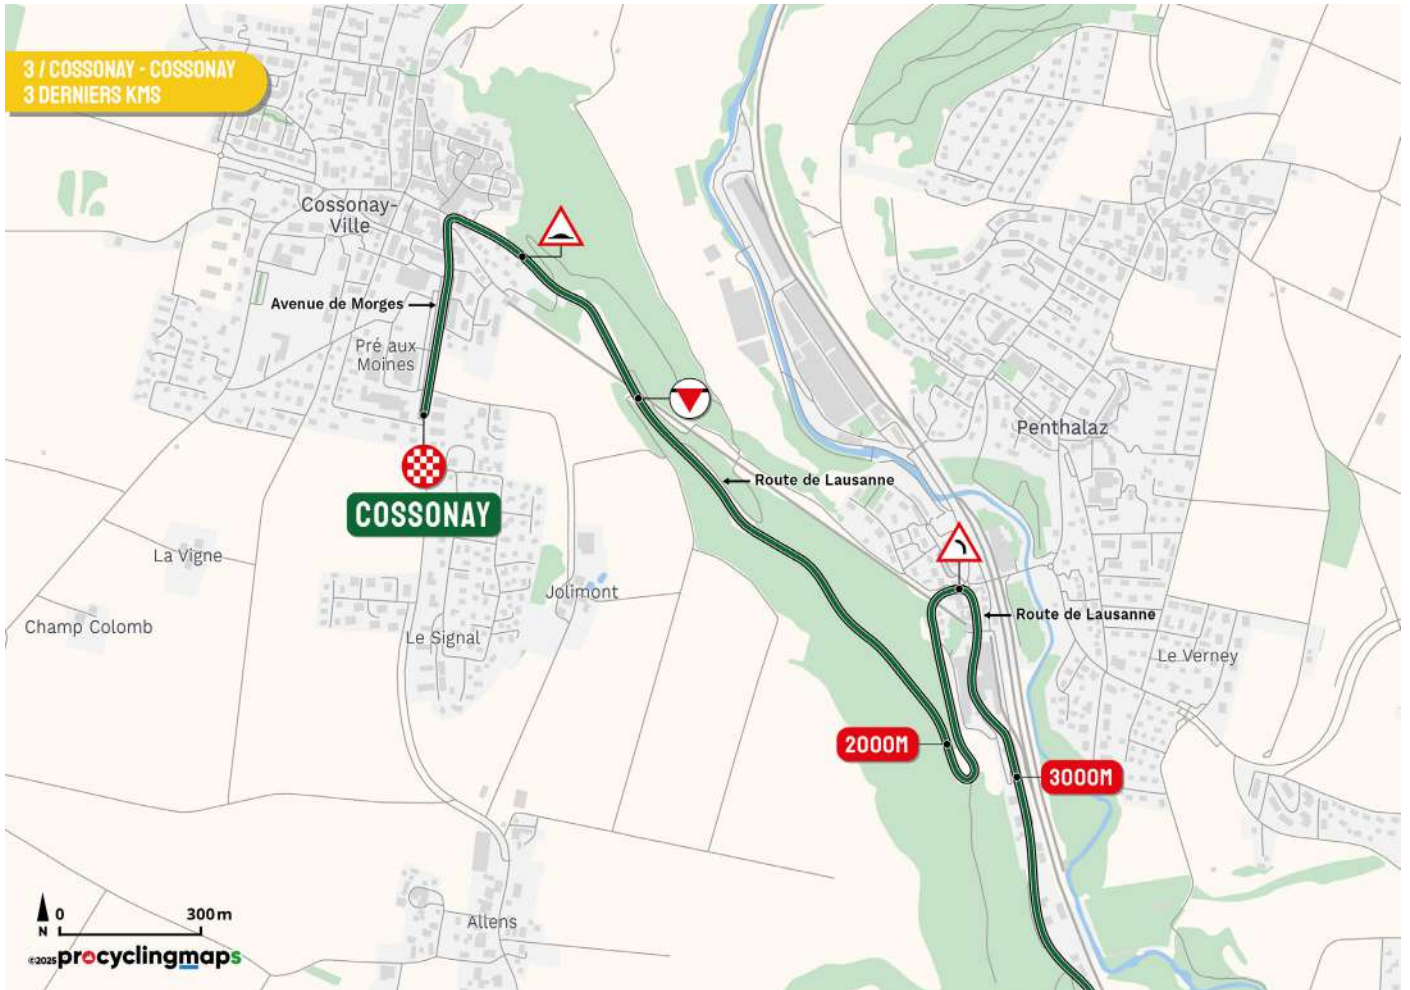 3 / COSSONAY - COSSONAY
3 DERNIERS KMS
Cossonay-
Ville
Avenue de Morges
Pré aux
Moines
Penthalaz
Route de Lausanne
COSSONAY
La Vigne
Jolimont
Route de Lausanne
Champ Colomb
Le Signal
Le Verney
2000M
3000M
Allens
0 300m
N
©2025 procyclingmaps